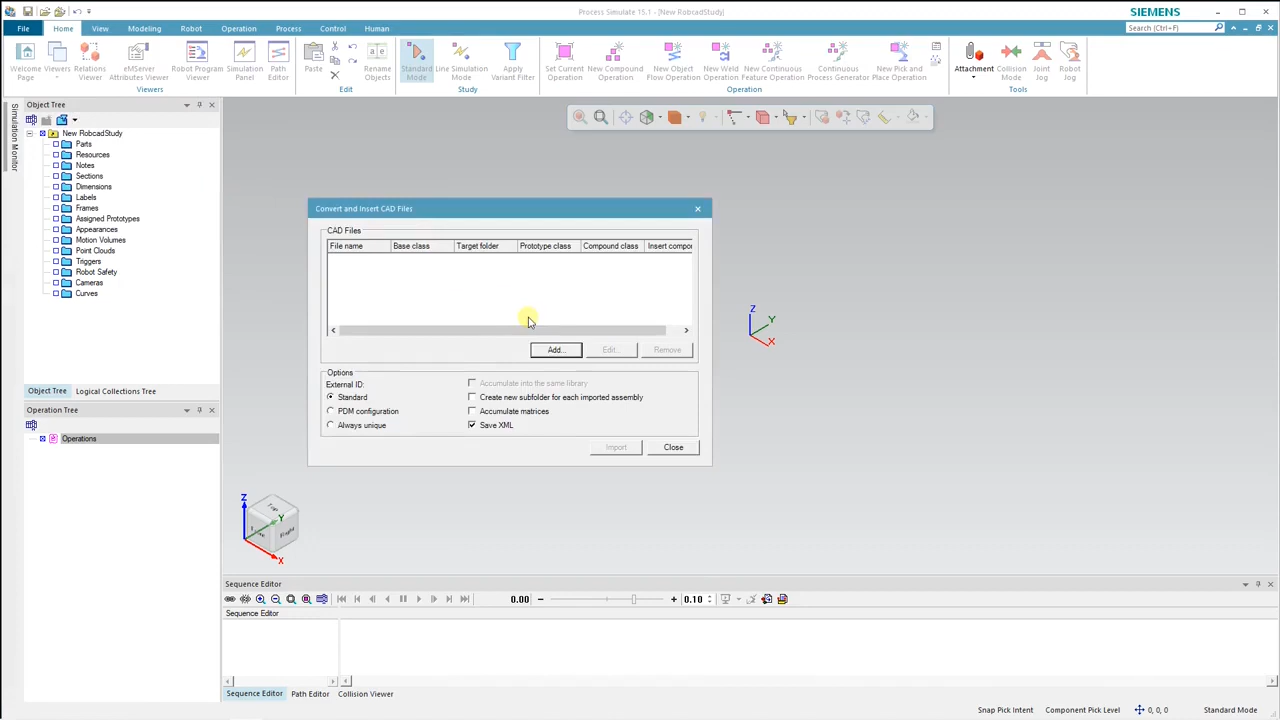 Process Simulate 15.1 - [New RobcadStudy]
SIEMENS
File Home View Modeling Robot Operation Process Control Human
Search (Ctrl+F)
Welcome Page
Viewers
Relations Viewer
eMServer Attributes Viewer
Robot Program Viewer
Simulation Panel
Path Editor
Paste
Rename Objects
Standard Mode
Line Simulation Mode
Apply Variant Filter
Set Current Operation
New Compound Operation
New Object Flow Operation
New Weld Operation
New Continuous Feature Operation
Continuous Process Generator
New Pick and Place Operation
Attachment
Collision Mode
Joint Jog
Robot Jog
Viewers Edit Study Operation Tools
Simulation Monitor
Object Tree
New RobcadStudy
Parts
Resources
Notes
Sections
Dimensions
Labels
Frames
Assigned Prototypes
Appearances
Motion Volumes
Point Clouds
Triggers
Robot Safety
Cameras
Curves
Object Tree Logical Collections Tree
Operation Tree
Operations
Convert and Insert CAD Files
CAD Files
File name Base class Target folder Prototype class Compound class Insert compor
Add... Edit... Remove
Options
External ID:
Standard
PDM configuration
Always unique
Accumulate into the same library
Create new subfolder for each imported assembly
Accumulate matrices
Save XML
Import Close
Z
Y
X
Z
Y
X
Top
Right
Sequence Editor
0.00
0.10
Sequence Editor
Sequence Editor Path Editor Collision Viewer
Snap Pick Intent Component Pick Level 0, 0, 0 Standard Mode